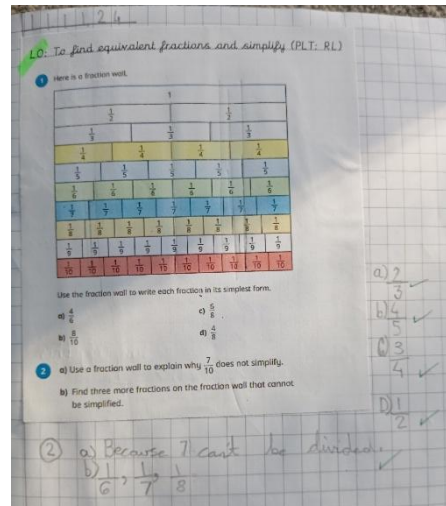 LO: To find equivalent fractions and simplify (PLT: RL)
1 Here is a fraction wall.
1
1/2 1/2
1/3 1/3 1/3
1/4 1/4 1/4 1/4
1/5 1/5 1/5 1/5 1/5
1/6 1/6 1/6 1/6 1/6 1/6
1/7 1/7 1/7 1/7 1/7 1/7 1/7
1/8 1/8 1/8 1/8 1/8 1/8 1/8 1/8
1/9 1/9 1/9 1/9 1/9 1/9 1/9 1/9 1/9
1/10 1/10 1/10 1/10 1/10 1/10 1/10 1/10 1/10 1/10
Use the fraction wall to write each fraction in its simplest form.
a) 4/6 c) 6/8
b) 8/10 d) 4/8
2 a) Use a fraction wall to explain why 7/10 does not simplify.
b) Find three more fractions on the fraction wall that cannot
be simplified.
a) 2/3
b) 4/5
C) 3/4
D) 1/2
2 a) Because 7 cant be divided.
b) 1/6, 1/7, 1/8